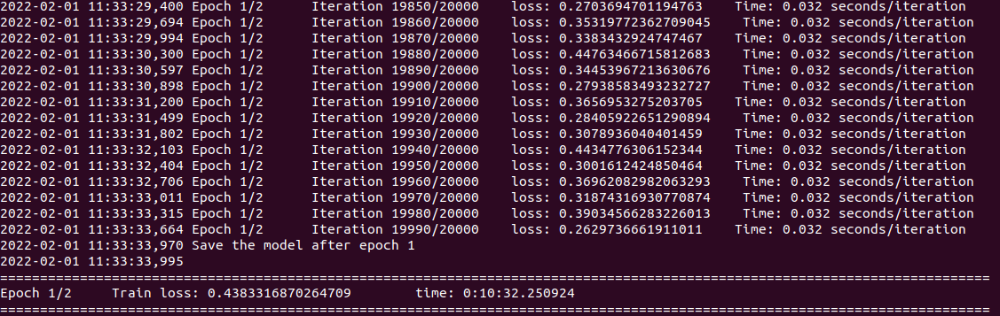 2022-02-01 11:33:29,400 Epoch 1/2      Iteration 19850/20000    loss: 0.2703694701194763    Time: 0.032 seconds/iteration
2022-02-01 11:33:29,694 Epoch 1/2      Iteration 19860/20000    loss: 0.35319772362709045    Time: 0.032 seconds/iteration
2022-02-01 11:33:29,994 Epoch 1/2      Iteration 19870/20000    loss: 0.3383432924747467    Time: 0.032 seconds/iteration
2022-02-01 11:33:30,300 Epoch 1/2      Iteration 19880/20000    loss: 0.44763466715812683    Time: 0.032 seconds/iteration
2022-02-01 11:33:30,597 Epoch 1/2      Iteration 19890/20000    loss: 0.34453967213630676    Time: 0.032 seconds/iteration
2022-02-01 11:33:30,898 Epoch 1/2      Iteration 19900/20000    loss: 0.27938583493232727    Time: 0.032 seconds/iteration
2022-02-01 11:33:31,200 Epoch 1/2      Iteration 19910/20000    loss: 0.3656953275203705    Time: 0.032 seconds/iteration
2022-02-01 11:33:31,499 Epoch 1/2      Iteration 19920/20000    loss: 0.28405922651290894    Time: 0.032 seconds/iteration
2022-02-01 11:33:31,802 Epoch 1/2      Iteration 19930/20000    loss: 0.3078936040401459    Time: 0.032 seconds/iteration
2022-02-01 11:33:32,103 Epoch 1/2      Iteration 19940/20000    loss: 0.4434776306152344    Time: 0.032 seconds/iteration
2022-02-01 11:33:32,404 Epoch 1/2      Iteration 19950/20000    loss: 0.3001612424850464    Time: 0.032 seconds/iteration
2022-02-01 11:33:32,706 Epoch 1/2      Iteration 19960/20000    loss: 0.36962082982063293    Time: 0.032 seconds/iteration
2022-02-01 11:33:33,011 Epoch 1/2      Iteration 19970/20000    loss: 0.31874316930770874    Time: 0.032 seconds/iteration
2022-02-01 11:33:33,315 Epoch 1/2      Iteration 19980/20000    loss: 0.39034566283226013    Time: 0.032 seconds/iteration
2022-02-01 11:33:33,664 Epoch 1/2      Iteration 19990/20000    loss: 0.2629736661911011    Time: 0.032 seconds/iteration
2022-02-01 11:33:33,970 Save the model after epoch 1
2022-02-01 11:33:33,995
============================================================================================================================
Epoch 1/2     Train loss: 0.4383316870264709        time: 0:10:32.250924
============================================================================================================================